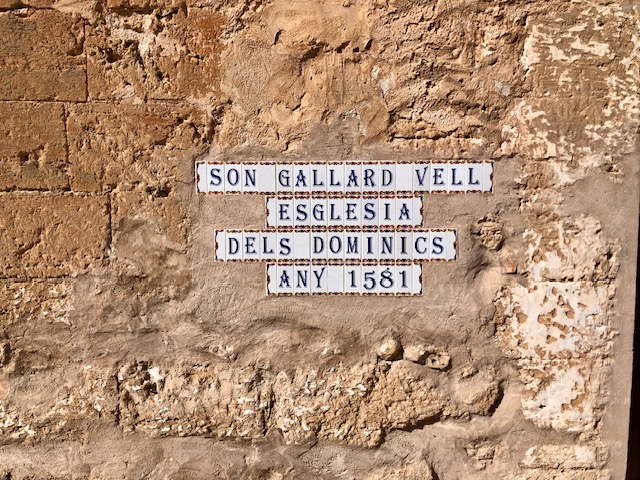 SON GALLARD VELL
ESGLESIA
DELS DOMINICS
ANY 1581